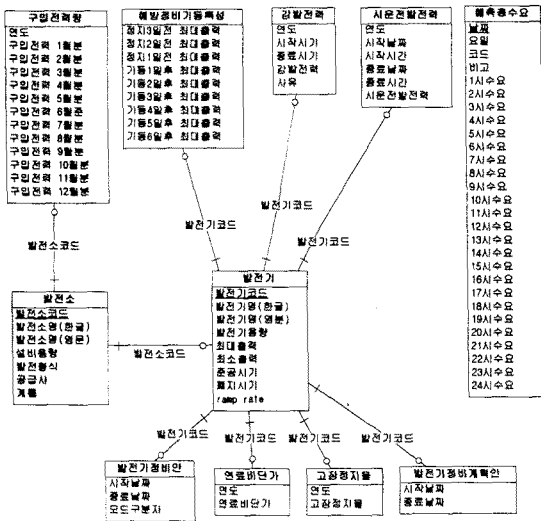 구입전력량
연도
구입전력 1월분
구입전력 2월분
구입전력 3월분
구입전력 4월분
구입전력 5월분
구입전력 6월준
구입전력 7월분
구입전력 8월분
구입전력 9월분
구입전력 10월분
구입전력 11월분
구입전력 12월분
예방정비기동특성
정지3일전 최대출력
정지2일전 최대출력
정지1일전 최대출력
기동1일후 최대출력
기동2일후 최대출력
기동3일후 최대출력
기동4일후 최대출력
기동5일후 최대출력
기동6일후 최대출력
감발전력
연도
시작시기
종료시기
감발전력
사유
시운전발전력
연도
시작날짜
시작시간
종료날짜
종료시간
시운전발전력
예측총수요
날짜
요일
코드
비고
1시수요
2시수요
3시수요
4시수요
5시수요
6시수요
7시수요
8시수요
9시수요
10시수요
11시수요
12시수요
13시수요
14시수요
15시수요
16시수요
17시수요
18시수요
19시수요
20시수요
21시수요
22시수요
23시수요
24시수요
발전소코드
발전기코드
발전기코드
발전기코드
발전소
발전소코드
발전소명(한글)
발전소명(영문)
설비용량
발전형식
공급사
계통
발전소코드
발전기
발전기코드
발전기명(한글)
발전기명(영문)
발전기용량
최대출력
최소출력
준공시기
폐지시기
ramp rate
발전기코드
발전기코드
발전기코드
발전기코드
발전기정비안
시작날짜
종료날짜
모드구분자
연료비단가
연도
연료비단가
고장정지율
연도
고장정지율
발전기정비계획안
시작날짜
종료날짜